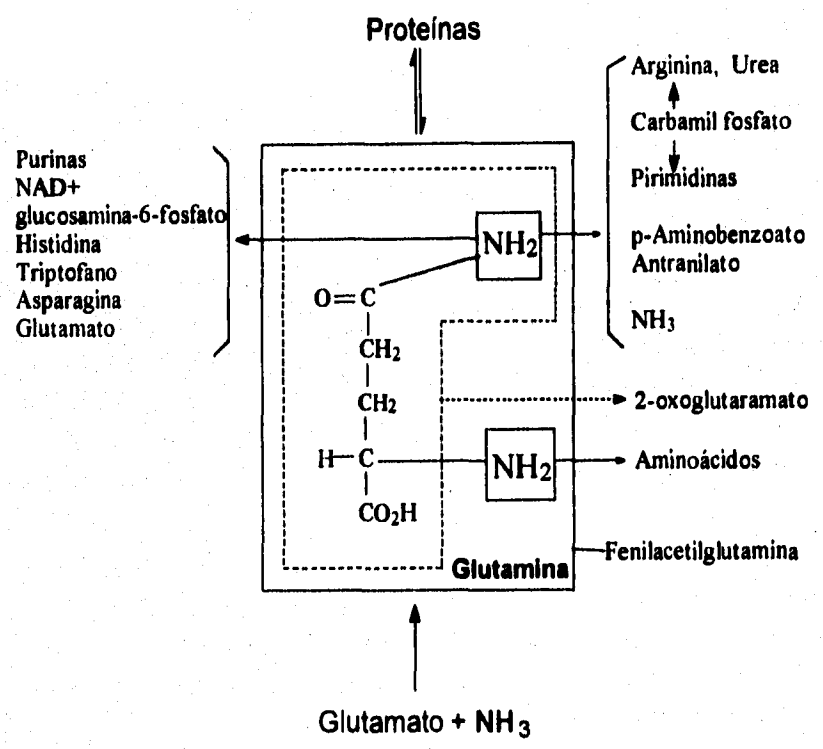 Proteínas
Arginina, Urea
Carbamil fosfato
Pirimidinas
p-Aminobenzoato
Antranilato
NH3
Purinas
NAD+
glucosamina-6-fosfato
Histidina
Triptofano
Asparagina
Glutamato
NH2
O=C
CH2
CH2
H-C
NH2
CO2H
2-oxoglutaramato
Aminoácidos
Fenilacetilglutamina
Glutamina
Glutamato + NH3